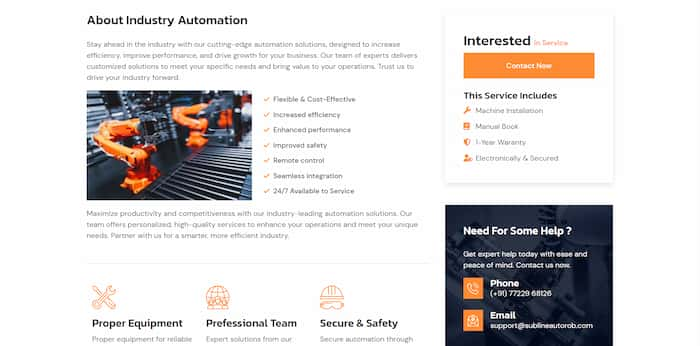 About Industry Automation
Stay ahead in the industry with our cutting-edge automation solutions, designed to increase
efficiency, improve performance, and drive growth for your business. Our team of experts delivers
customized solutions to meet your specific needs and bring value to your operations. Trust us to
drive your industry forward.
Flexible & Cost-Effective
Increased efficiency
Enhanced performance
Improved safety
Remote control
Seamless integration
24/7 Available to Service
Maximize productivity and competitiveness with our industry-leading automation solutions. Our
team offers personalized, high-quality services to enhance your operations and meet your unique
needs. Partner with us for a smarter, more efficient industry.
Proper Equipment
Proper equipment for reliable
Prefessional Team
Expert solutions from our
Secure & Safety
Secure automation through
Interested in Service
Contact Now
This Service Includes
Machine Installation
Manual Book
1-Year Waranty
Electronically & Secured
Need For Some Help ?
Get expert help today with ease and
peace of mind. Contact us now.
Phone
(+91) 77229 68126
Email
support@sublineautorob.com